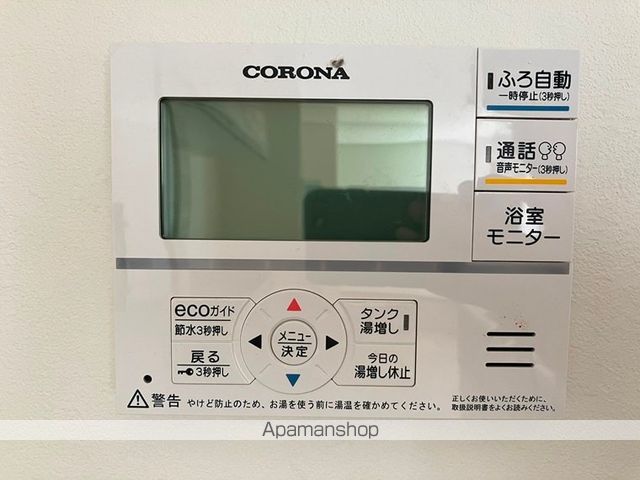 CORONA
ふろ自動
一時停止(3秒押し)
通話
音声モニター(3秒押し)
浴室
モニター
ecoガイド
節水3秒押し
戻る
3秒押し
メニュー
決定
タンク
湯増し
今日の
湯増し休止
警告 やけど防止のため、お湯を使う前に湯温を確かめてください。
正しくお使いいただくために、
取扱説明書をよくお読みください。
Apamanshop